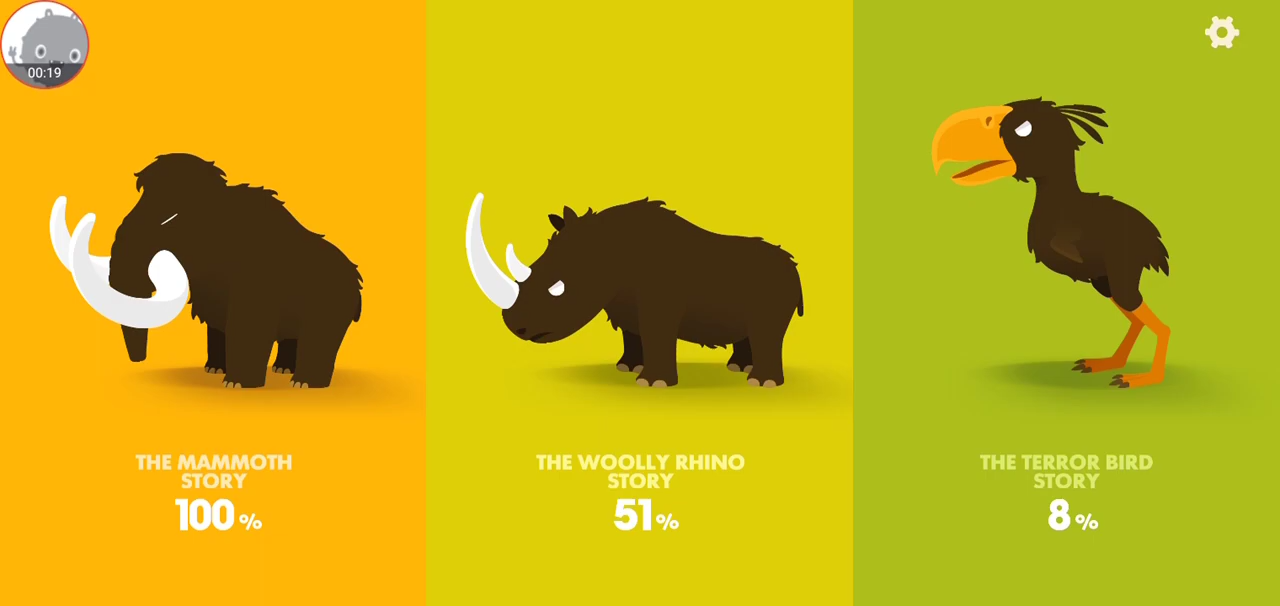 00:19
THE MAMMOTH
STORY
100 %
THE WOOLLY RHINO
STORY
51 %
THE TERROR BIRD
STORY
8 %